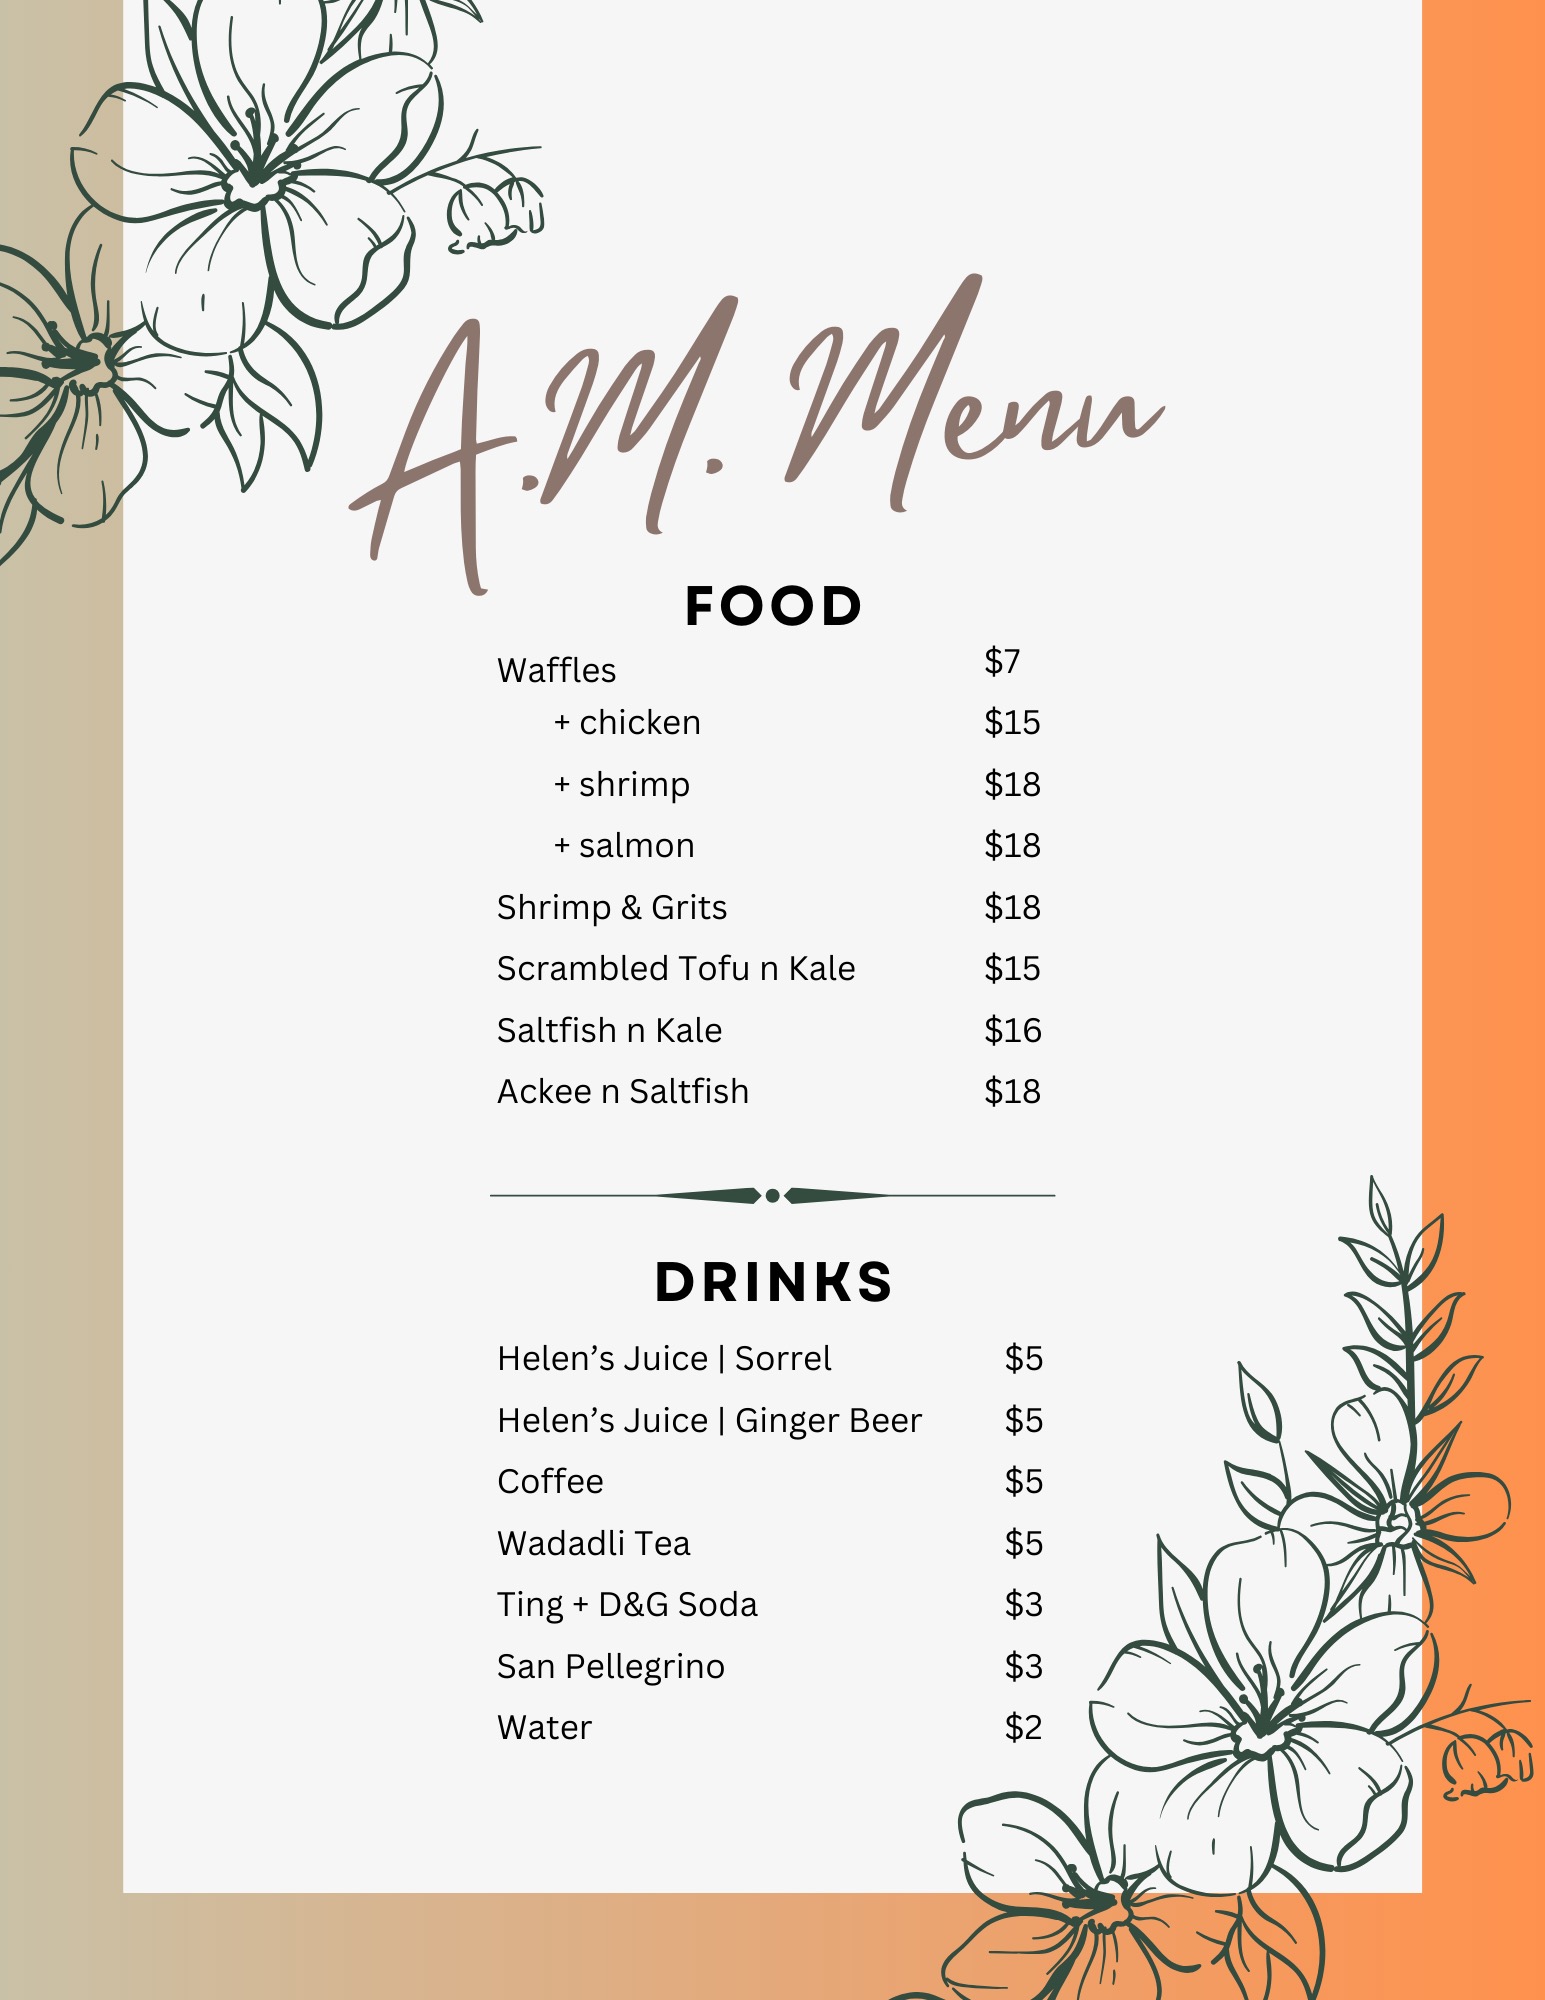 A.M. Menu
FOOD
Waffles $7
+ chicken $15
+ shrimp $18
+ salmon $18
Shrimp & Grits $18
Scrambled Tofu n Kale $15
Saltfish n Kale $16
Ackee n Saltfish $18
DRINKS
Helen’s Juice | Sorrel $5
Helen’s Juice | Ginger Beer $5
Coffee $5
Wadadli Tea $5
Ting + D&G Soda $3
San Pellegrino $3
Water $2